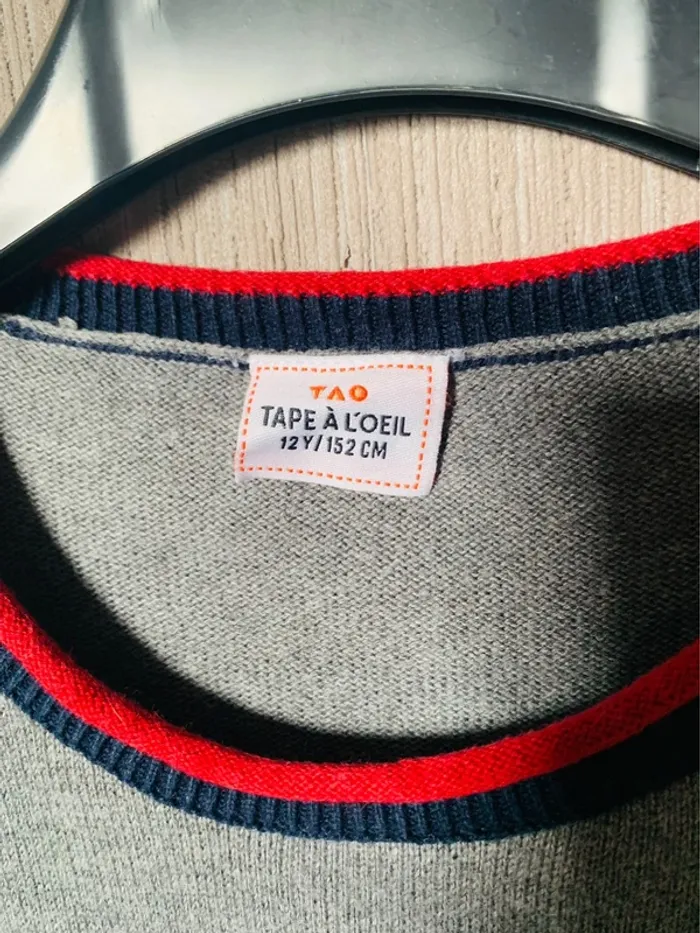 TAO
TAPE À L'OEIL
12 Y/152 CM